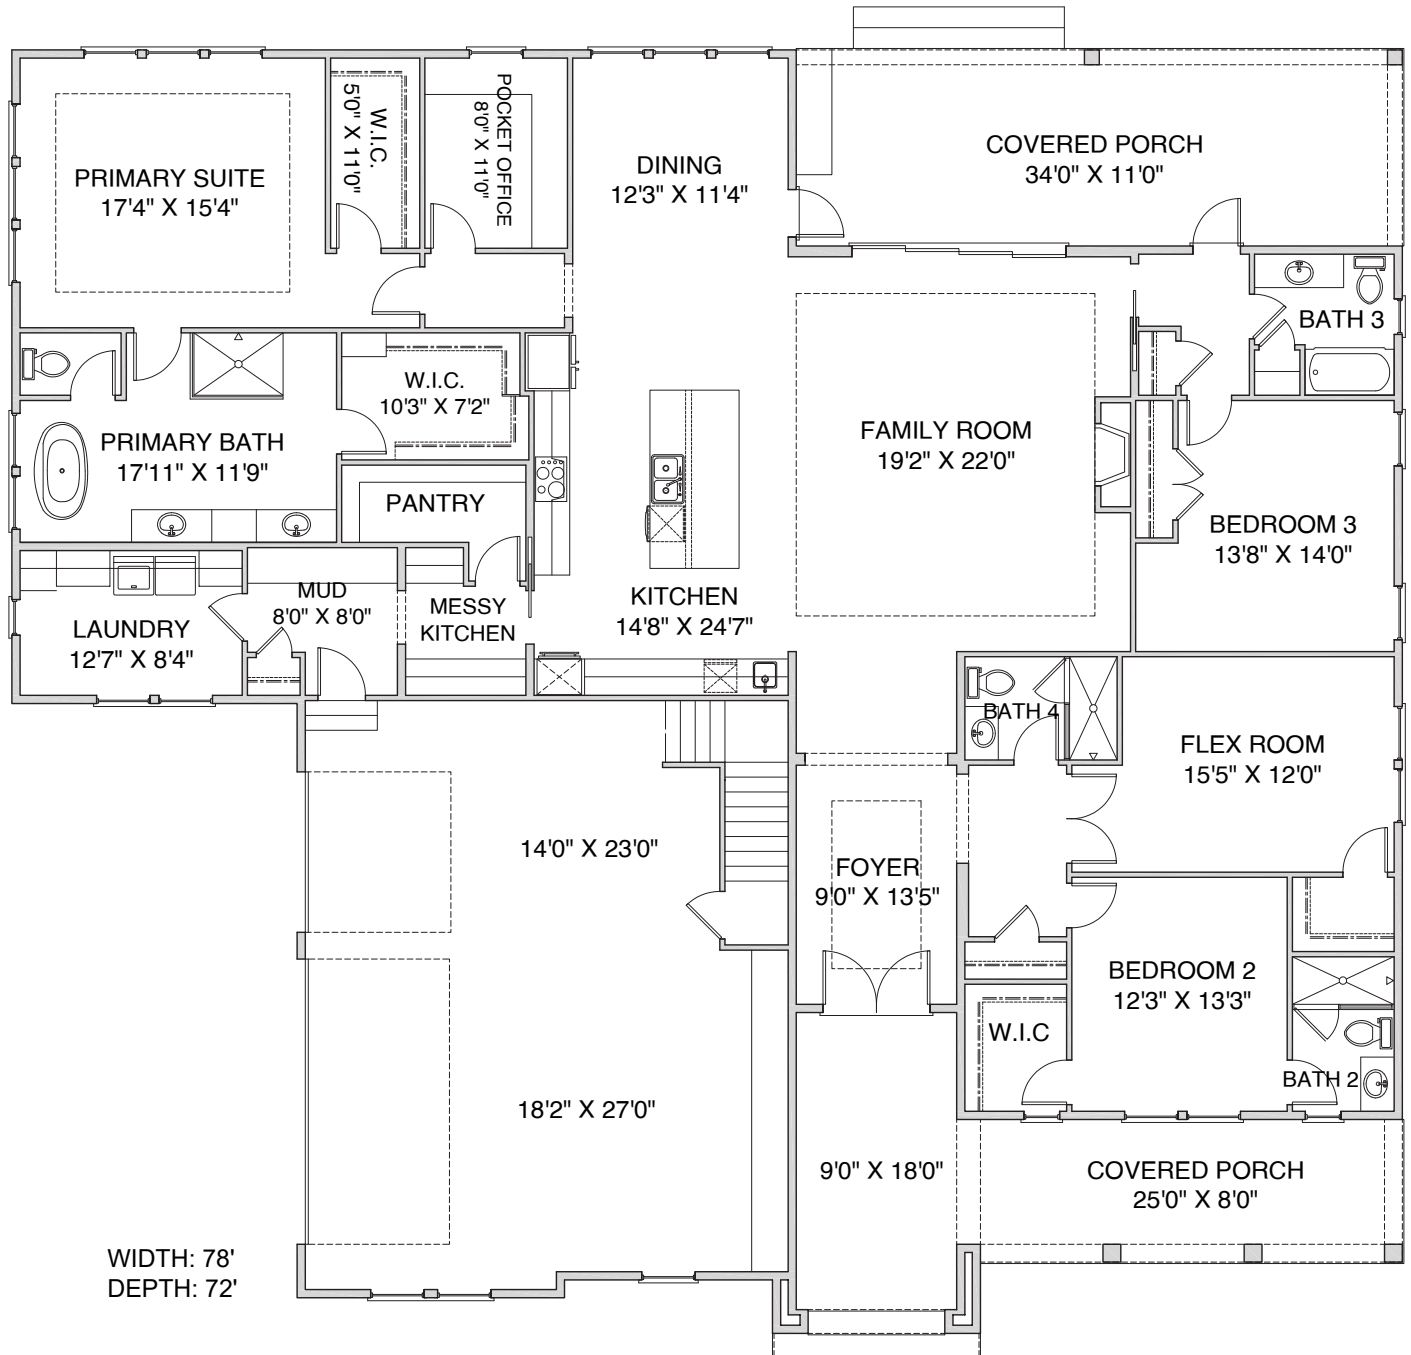 PRIMARY SUITE
17'4" X 15'4"
W.I.C.
5'0" X 11'0"
POCKET OFFICE
8'0" X 11'0"
DINING
12'3" X 11'4"
COVERED PORCH
34'0" X 11'0"
BATH 3
W.I.C.
10'3" X 7'2"
PRIMARY BATH
17'11" X 11'9"
FAMILY ROOM
19'2" X 22'0"
PANTRY
BEDROOM 3
13'8" X 14'0"
MUD
8'0" X 8'0"
MESSY
KITCHEN
KITCHEN
14'8" X 24'7"
LAUNDRY
12'7" X 8'4"
BATH 4
FLEX ROOM
15'5" X 12'0"
14'0" X 23'0"
FOYER
9'0" X 13'5"
BEDROOM 2
12'3" X 13'3"
W.I.C
BATH 2
18'2" X 27'0"
9'0" X 18'0"
COVERED PORCH
25'0" X 8'0"
WIDTH: 78'
DEPTH: 72'